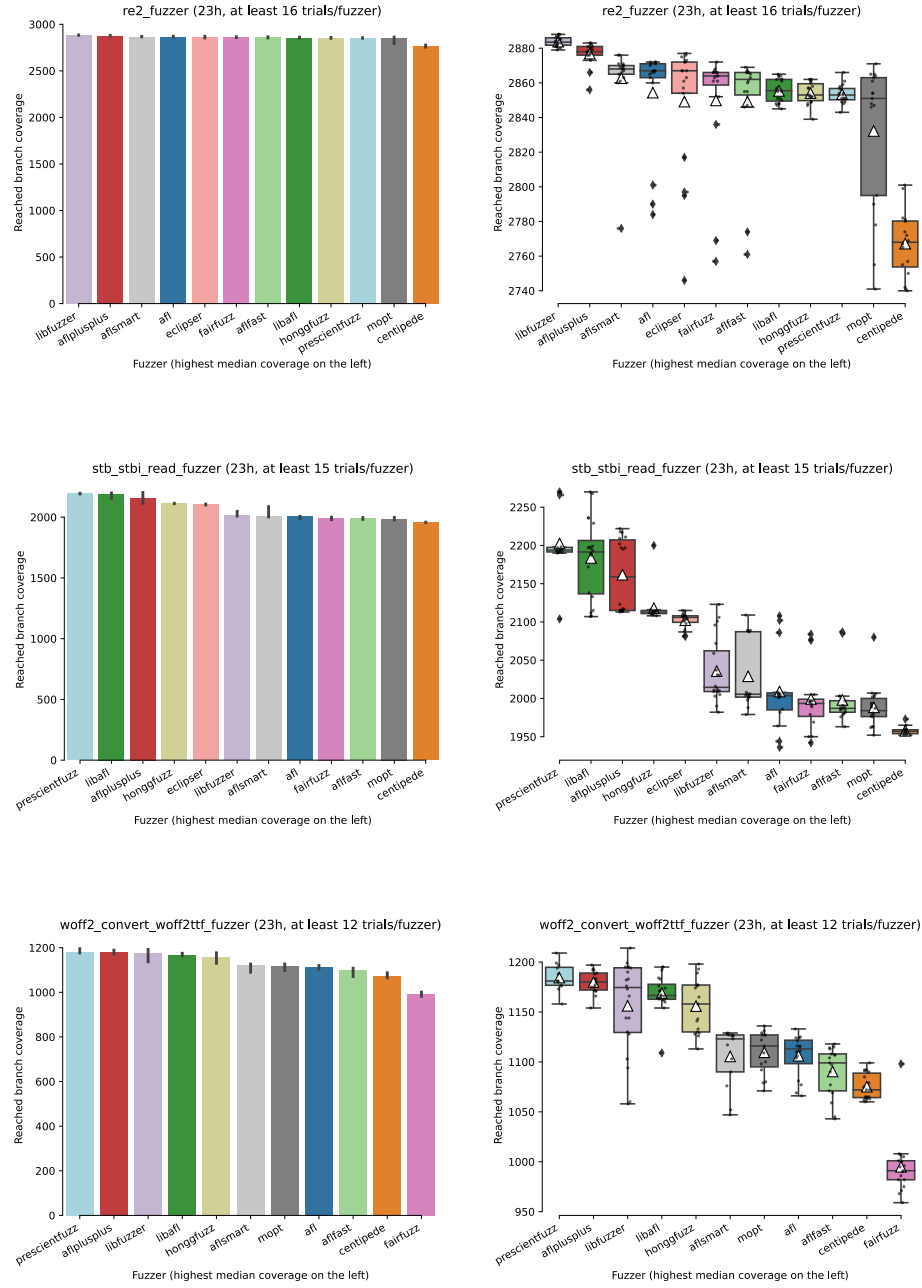 re2_fuzzer (23h, at least 16 trials/fuzzer)
3000
2500
2000
1500
1000
500
0
Reached branch coverage
libfuzzer
aflplusplus
aflsmart
afl
eclipser
fairfuzz
aflfast
libafl
honggfuzz
prescientfuzz
mopt
centipede
Fuzzer (highest median coverage on the left)
re2_fuzzer (23h, at least 16 trials/fuzzer)
2880
2860
2840
2820
2800
2780
2760
2740
Reached branch coverage
libfuzzer
aflplusplus
aflsmart
afl
eclipser
fairfuzz
aflfast
libafl
honggfuzz
prescientfuzz
mopt
centipede
Fuzzer (highest median coverage on the left)
stb_stbi_read_fuzzer (23h, at least 15 trials/fuzzer)
2000
1500
1000
500
0
Reached branch coverage
prescientfuzz
libafl
aflplusplus
honggfuzz
eclipser
libfuzzer
aflsmart
afl
fairfuzz
aflfast
mopt
centipede
Fuzzer (highest median coverage on the left)
stb_stbi_read_fuzzer (23h, at least 15 trials/fuzzer)
2250
2200
2150
2100
2050
2000
1950
Reached branch coverage
prescientfuzz
libafl
aflplusplus
honggfuzz
eclipser
libfuzzer
aflsmart
afl
fairfuzz
aflfast
mopt
centipede
Fuzzer (highest median coverage on the left)
woff2_convert_woff2ttf_fuzzer (23h, at least 12 trials/fuzzer)
1200
1000
800
600
400
200
0
Reached branch coverage
prescientfuzz
aflplusplus
libfuzzer
libafl
honggfuzz
aflsmart
mopt
afl
aflfast
centipede
fairfuzz
Fuzzer (highest median coverage on the left)
woff2_convert_woff2ttf_fuzzer (23h, at least 12 trials/fuzzer)
1200
1150
1100
1050
1000
950
Reached branch coverage
prescientfuzz
aflplusplus
libfuzzer
libafl
honggfuzz
aflsmart
mopt
afl
aflfast
centipede
fairfuzz
Fuzzer (highest median coverage on the left)